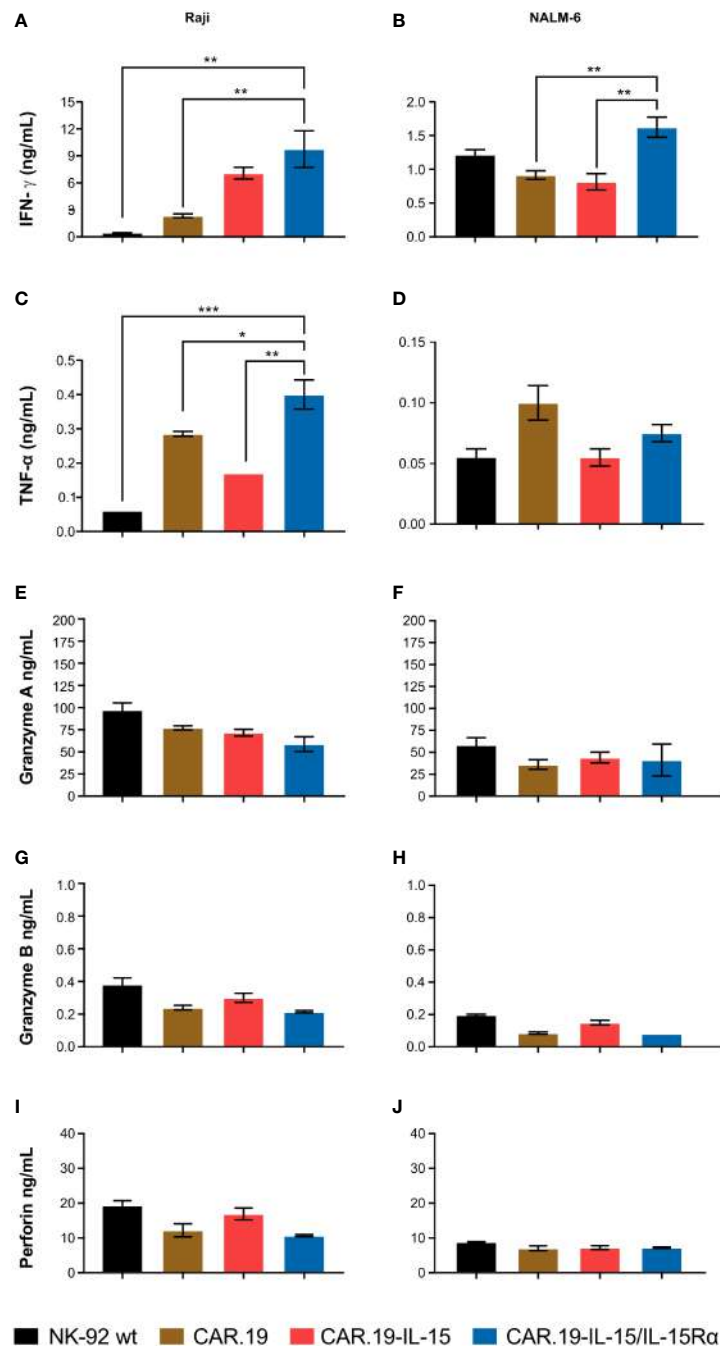 A Raji B NALM-6
** **
** **
IFN- γ (ng/mL) 15 12 9 6 3 0
2.0 1.5 1.0 0.5 0.0
C D
***
*
**
TNF-α (ng/mL) 0.5 0.4 0.3 0.2 0.1 0.0
0.15 0.10 0.05 0.00
E F
Granzyme A ng/mL 200 175 150 125 100 75 50 25 0
200 175 150 125 100 75 50 25 0
G H
Granzyme B ng/mL 1.0 0.8 0.6 0.4 0.2 0.0
1.0 0.8 0.6 0.4 0.2 0.0
I J
Perforin ng/mL 40 30 20 10 0
40 30 20 10 0
NK-92 wt CAR.19 CAR.19-IL-15 CAR.19-IL-15/IL-15Rα